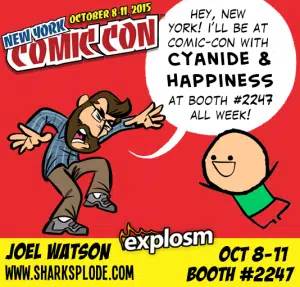 OCTOBER 8-11, 2015
NEW YORK
COMIC CON
HEY, NEW
YORK! I'LL BE AT
COMIC-CON WITH
CYANIDE &
HAPPINESS
AT BOOTH #2247
ALL WEEK!
JOEL WATSON
WWW.SHARKSPLODE.COM
explosm
OCT 8-11
BOOTH #2247